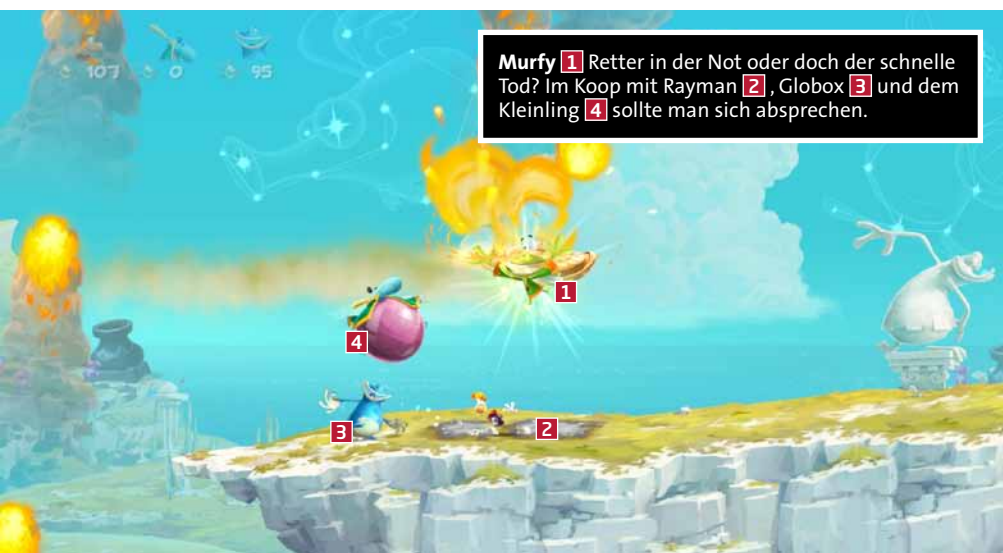 107 0 95
Murfy 1 Retter in der Not oder doch der schnelle
Tod? Im Koop mit Rayman 2 , Globox 3 und dem
Kleinling 4 sollte man sich absprechen.
1
4
3
2